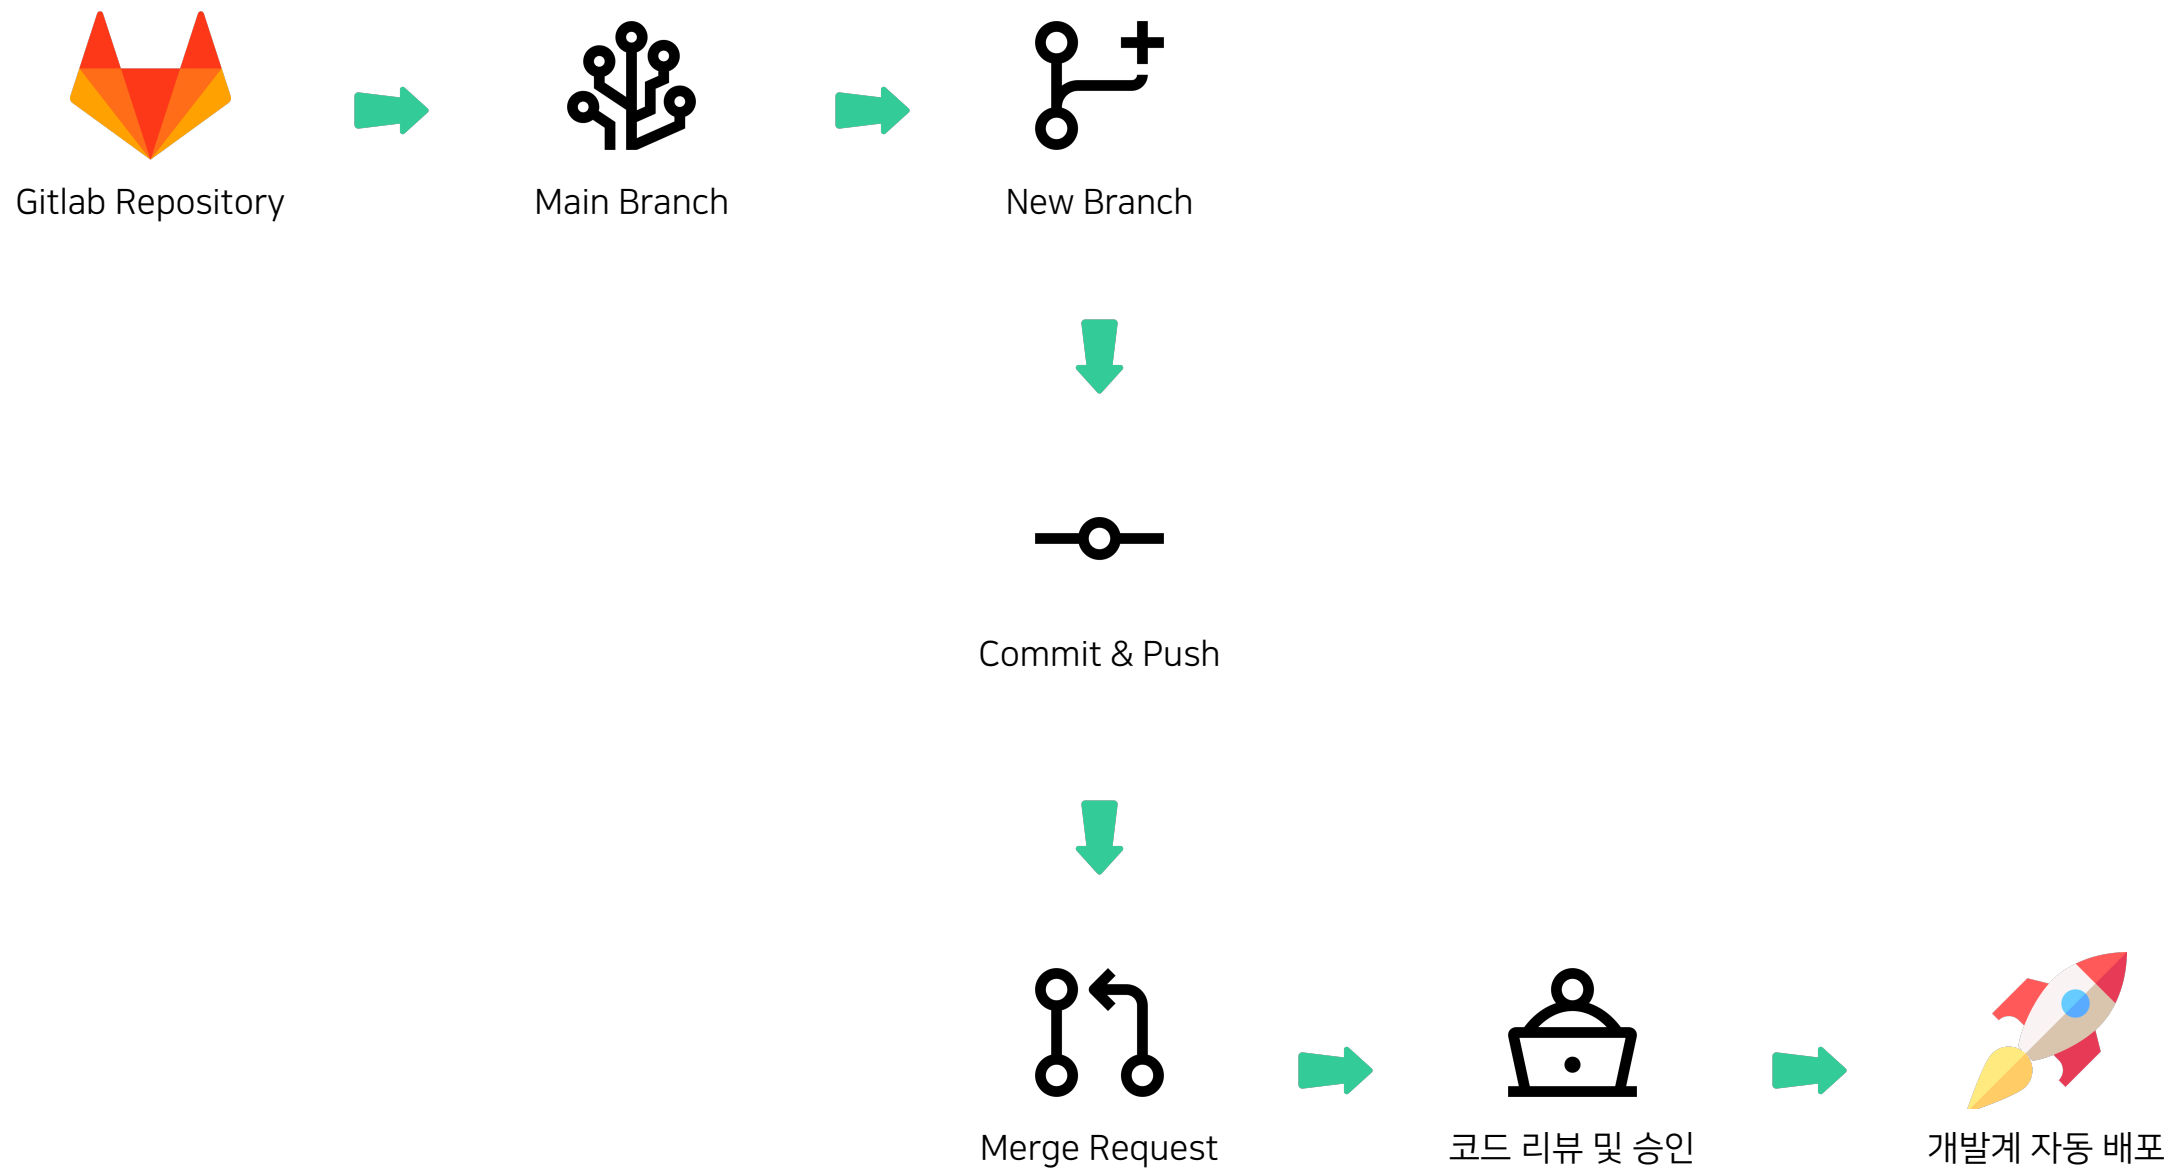 Gitlab Repository
Main Branch
New Branch
Commit & Push
Merge Request
코드 리뷰 및 승인
개발계 자동 배포